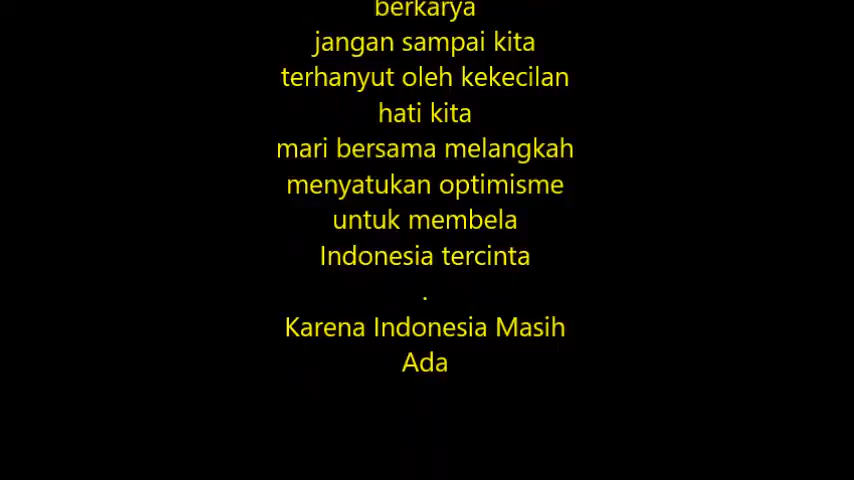 berkarya
jangan sampai kita
terhanyut oleh kekecilan
hati kita
mari bersama melangkah
menyatukan optimisme
untuk membela
Indonesia tercinta
.
Karena Indonesia Masih
Ada